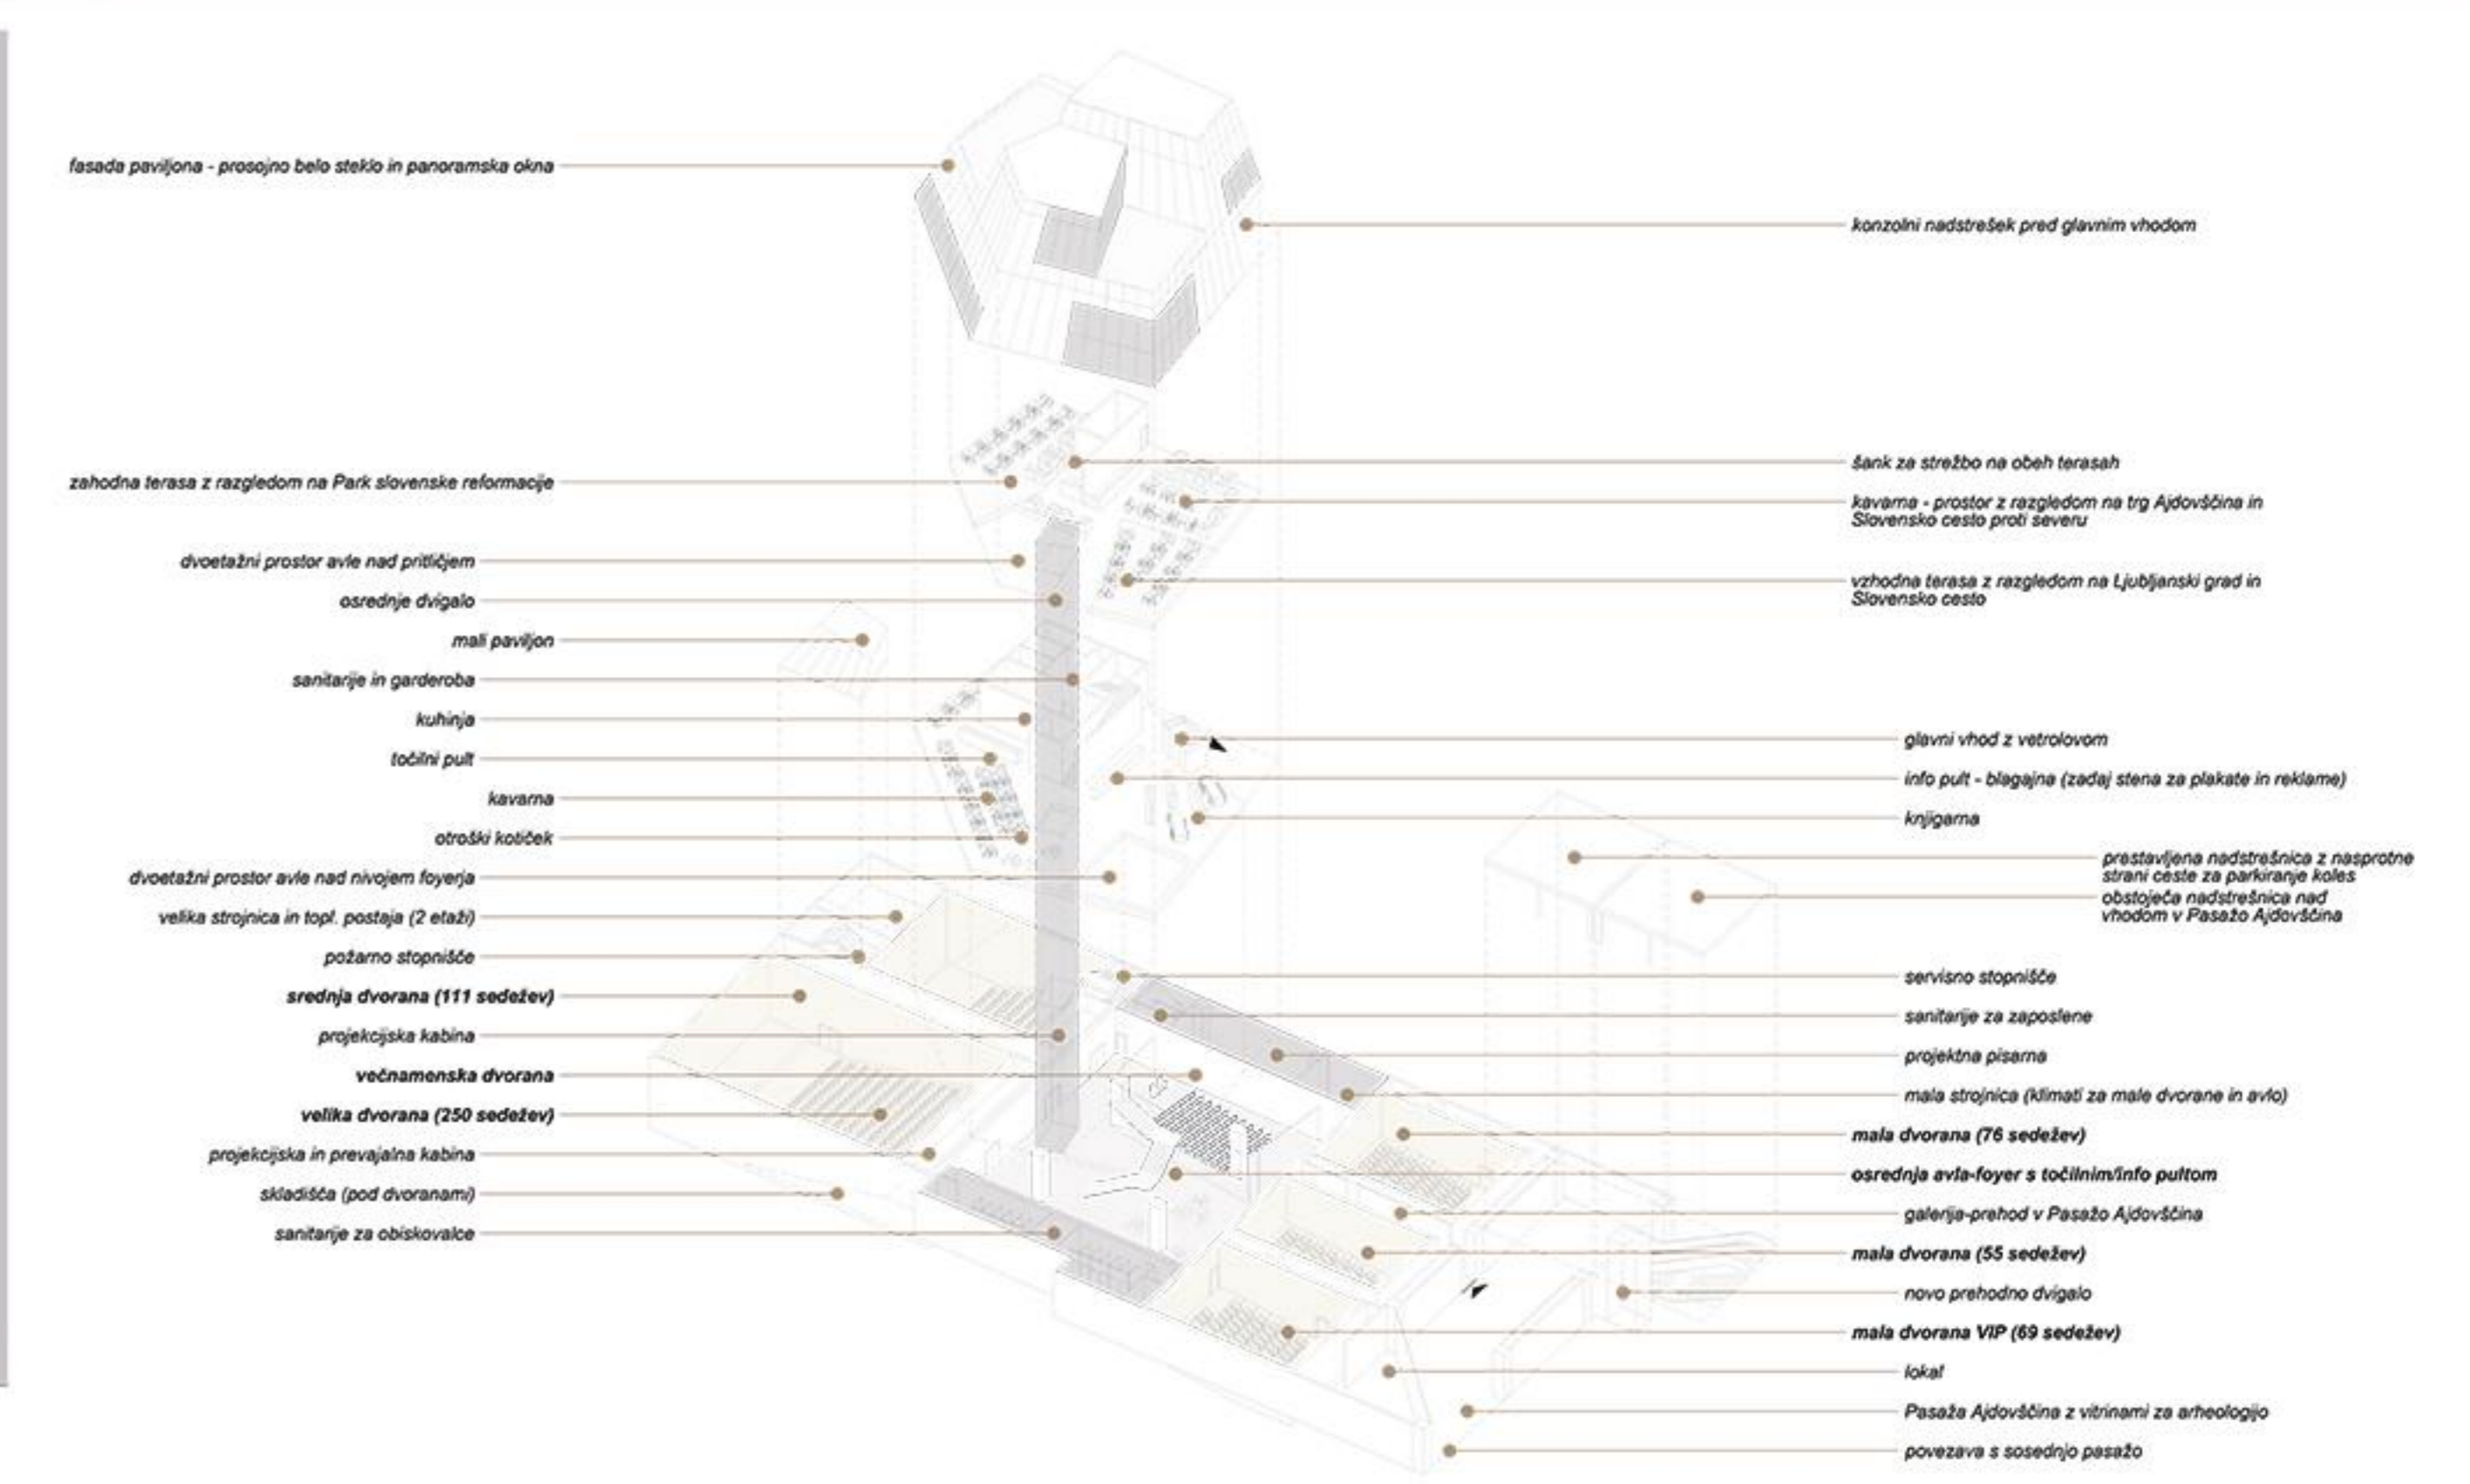 fasada paviljona - prosojno belo steklo in panoramska okna
zahodna terasa z razgledom na Park slovenske reformacije
dvoetažni prostor avle nad pritličjem
osrednje dvigalo
mali paviljon
sanitarije in garderoba
kuhinja
točilni pult
kavarna
otroški kotiček
dvoetažni prostor avle nad nivojem foyerja
velika strojnica in topl. postaja (2 etaži)
požarno stopnišče
srednja dvorana (111 sedežev)
projekcijska kabina
večnamenska dvorana
velika dvorana (250 sedežev)
projekcijska in prevajalna kabina
skladišča (pod dvoranami)
sanitarije za obiskovalce
konzolni nadstrešek pred glavnim vhodom
šank za strežbo na obeh terasah
kavarna - prostor z razgledom na trg Ajdovščina in
Slovensko cesto proti severu
vzhodna terasa z razgledom na Ljubljanski grad in
Slovensko cesto
glavni vhod z vetrolovom
info pult - blagajna (zadaj stena za plakate in reklame)
knjigarna
prestavljena nadstrešnica z nasprotne
strani ceste za parkiranje koles
obstoječa nadstrešnica nad
vhodom v Pasažo Ajdovščina
servisno stopnišče
sanitarije za zaposlene
projektna pisarna
mala strojnica (klimati za male dvorane in avlo)
mala dvorana (76 sedežev)
osrednja avla-foyer s točilnim/info pultom
galerija-prehod v Pasažo Ajdovščina
mala dvorana (55 sedežev)
novo prehodno dvigalo
mala dvorana VIP (69 sedežev)
lokal
Pasaža Ajdovščina z vitrinami za arheologijo
povezava s sosednjo pasažo